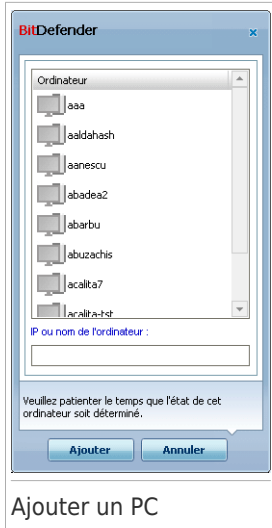 BitDefender
Ordinateur
aaa
aaldahash
aanescu
abadea2
abarbu
abuzachis
acalita7
acalita-tst
IP ou nom de l'ordinateur :
Veuillez patienter le temps que l'état de cet
ordinateur soit déterminé.
Ajouter Annuler
Ajouter un PC